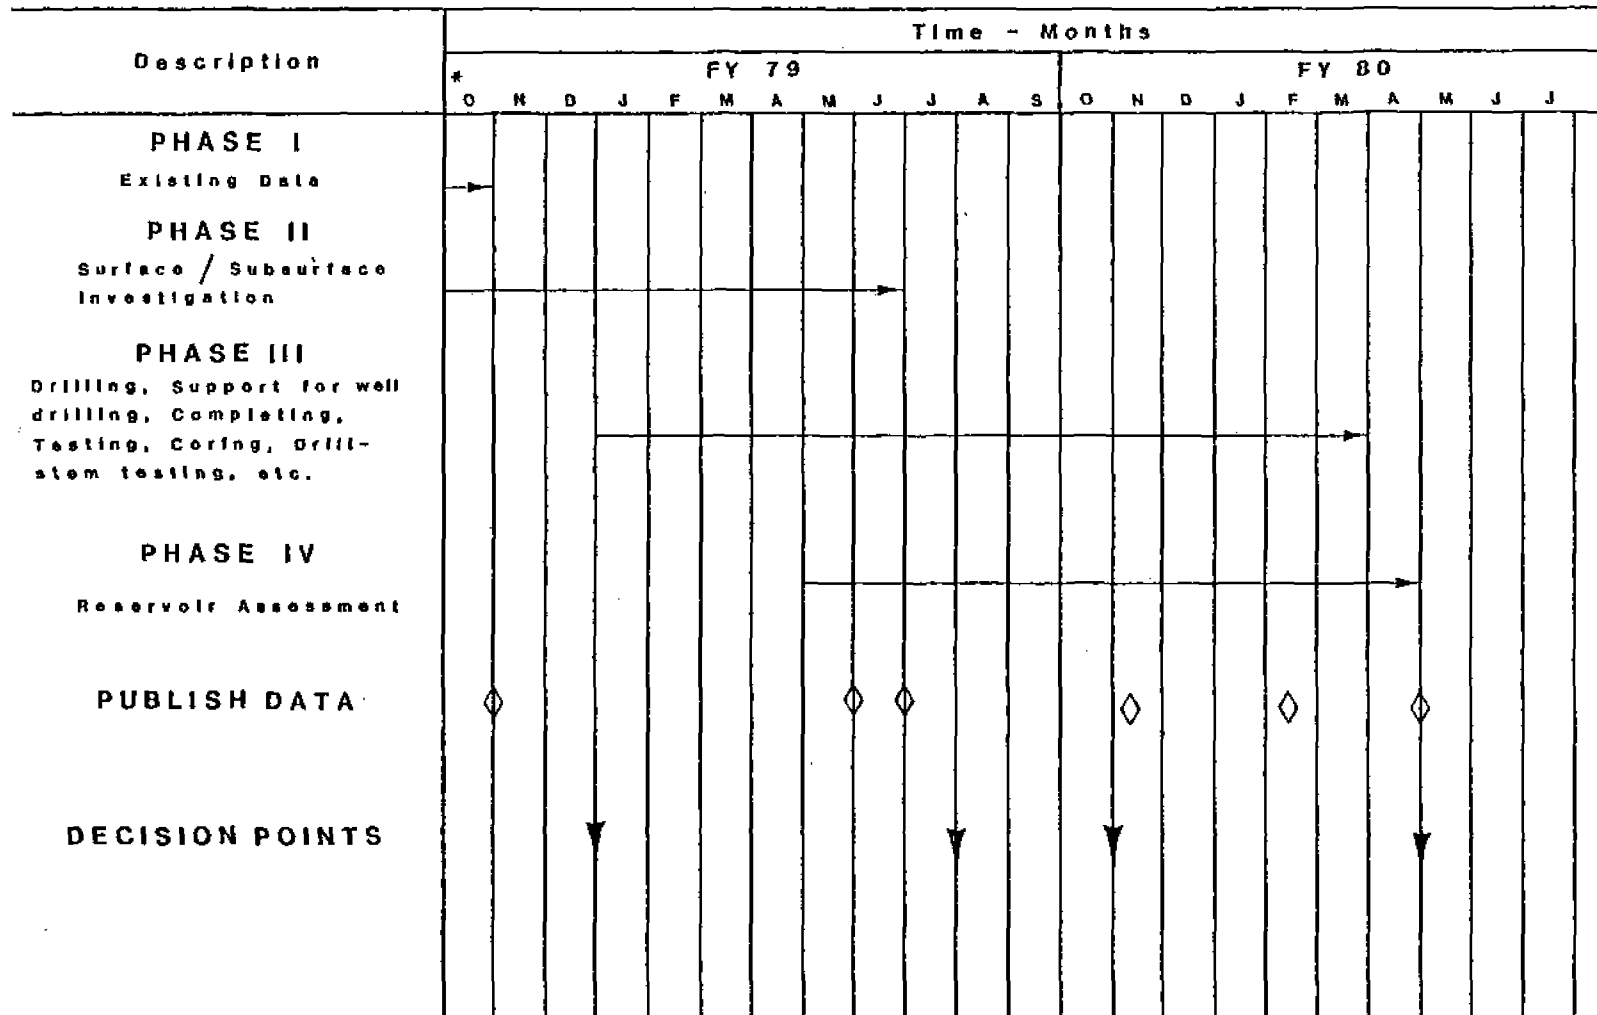 Time - Months
Description
* FY 79 FY 80
O N D J F M A M J J A S O N D J F M A M J J
PHASE I
Existing Data
PHASE II
Surface / Subsurface
Investigation
PHASE III
Drilling, Support for well
drilling, Completing,
Testing, Coring, Drill-
stem testing, etc.
PHASE IV
Reservoir Assessment
PUBLISH DATA
DECISION POINTS